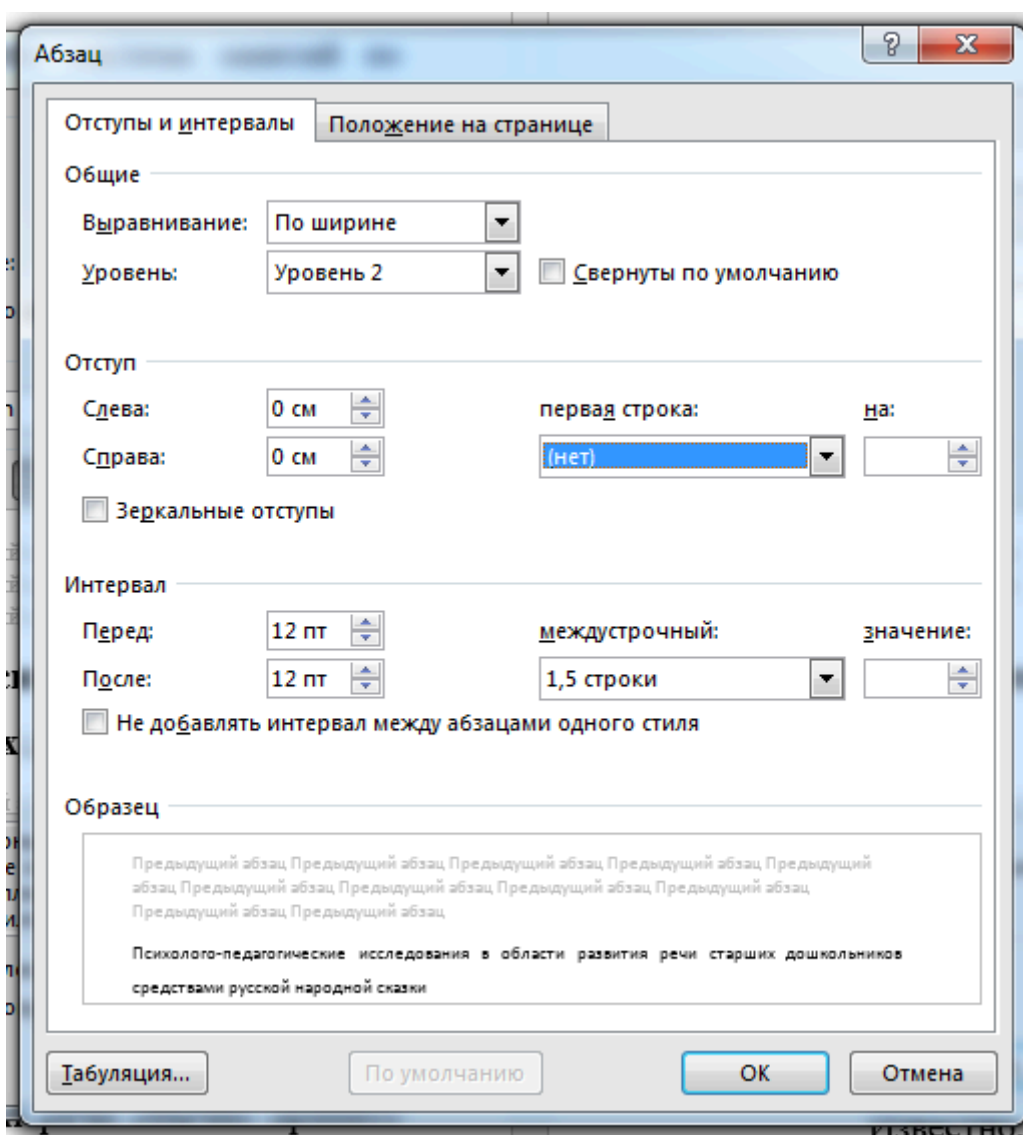 Абзац
Отступы и интервалы Положение на странице
Общие
Выравнивание: По ширине
Уровень: Уровень 2 Свернуты по умолчанию
Отступ
Слева: 0 см первая строка: на:
Справа: 0 см (нет)
Зеркальные отступы
Интервал
Перед: 12 пт междустрочный: значение:
После: 12 пт 1,5 строки
Не добавлять интервал между абзацами одного стиля
Образец
Предыдущий абзац Предыдущий абзац Предыдущий абзац Предыдущий абзац Предыдущий
абзац Предыдущий абзац Предыдущий абзац Предыдущий абзац Предыдущий абзац
Предыдущий абзац Предыдущий абзац
Психолого-педагогические исследования в области развития речи старших дошкольников
средствами русской народной сказки
Табуляция... По умолчанию ОК Отмена